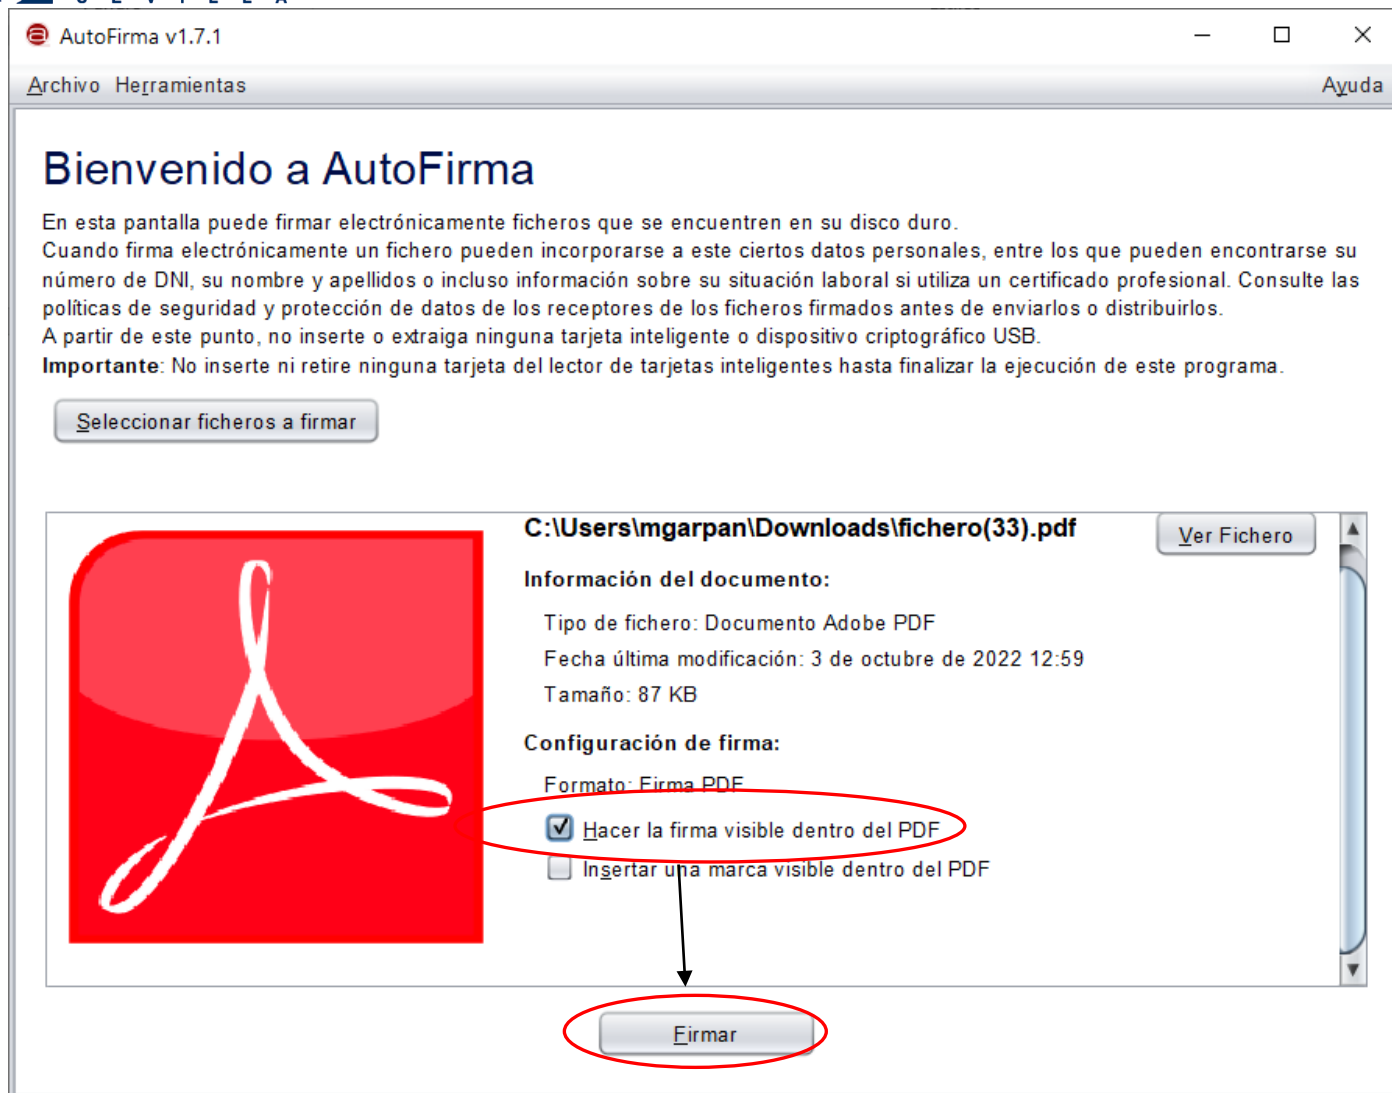 AutoFirma v1.7.1
Archivo Herramientas Ayuda
Bienvenido a AutoFirma
En esta pantalla puede firmar electrónicamente ficheros que se encuentren en su disco duro.
Cuando firma electrónicamente un fichero pueden incorporarse a este ciertos datos personales, entre los que pueden encontrarse su
número de DNI, su nombre y apellidos o incluso información sobre su situación laboral si utiliza un certificado profesional. Consulte las
políticas de seguridad y protección de datos de los receptores de los ficheros firmados antes de enviarlos o distribuirlos.
A partir de este punto, no inserte o extraiga ninguna tarjeta inteligente o dispositivo criptográfico USB.
Importante: No inserte ni retire ninguna tarjeta del lector de tarjetas inteligentes hasta finalizar la ejecución de este programa.
Seleccionar ficheros a firmar
C:\Users\mgarpan\Downloads\fichero(33).pdf
Ver Fichero
Información del documento:
Tipo de fichero: Documento Adobe PDF
Fecha última modificación: 3 de octubre de 2022 12:59
Tamaño: 87 KB
Configuración de firma:
Formato: Firma PDF
Hacer la firma visible dentro del PDF
Insertar una marca visible dentro del PDF
Firmar